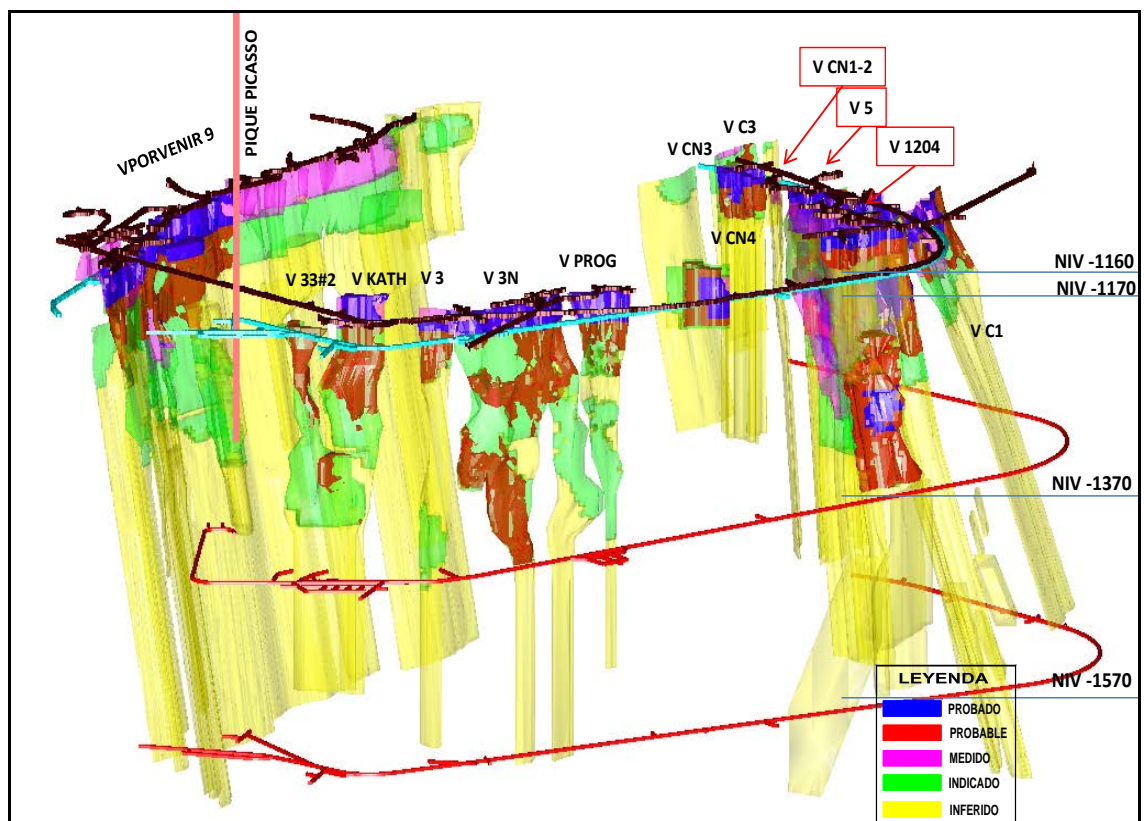 PIQUE PICASSO
VPORVENIR 9
V CN1-2
V 5
V C3
V CN3
V 1204
V CN4
V PROG
V 33#2
V KATH
V 3
V 3N
NIV -1160
NIV -1170
V C1
NIV -1370
NIV -1570
LEYENDA
PROBADO
PROBABLE
MEDIDO
INDICADO
INFERIDO